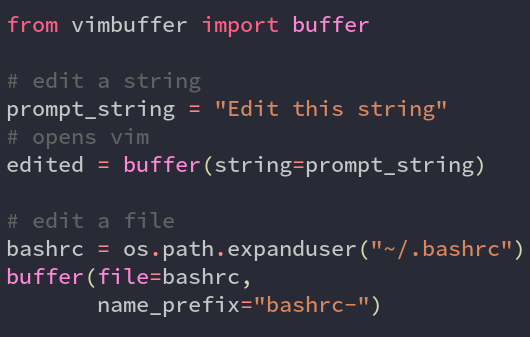 from vimbuffer import buffer

# edit a string
prompt_string = "Edit this string"
# opens vim
edited = buffer(string=prompt_string)

# edit a file
bashrc = os.path.expanduser("~/.bashrc")
buffer(file=bashrc,
       name_prefix="bashrc-")